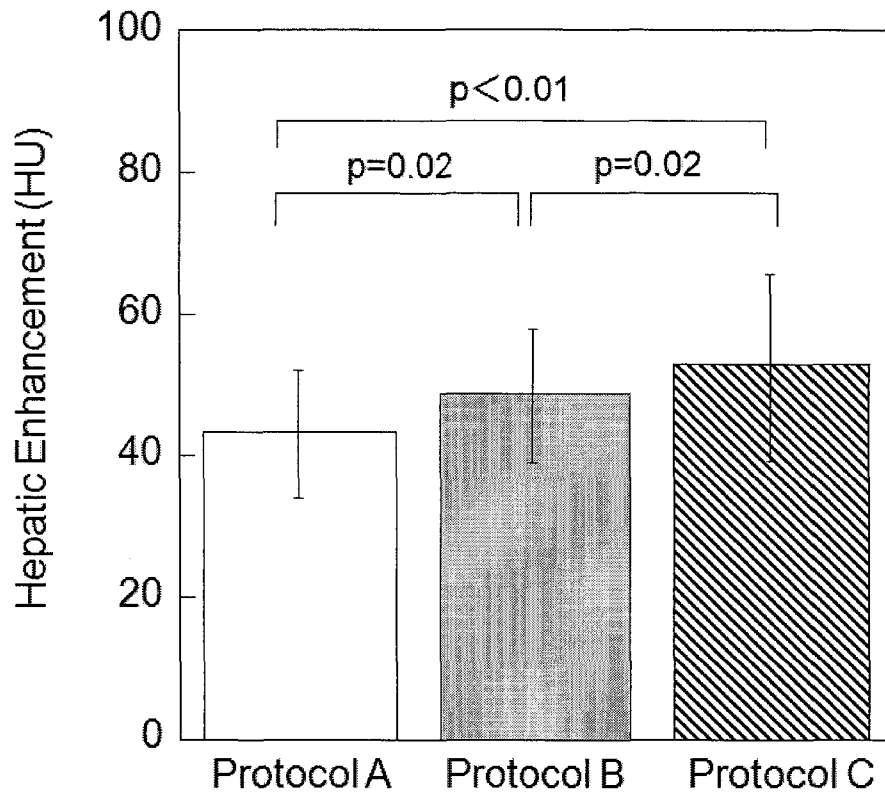 100
80
60
40
20
0
Hepatic Enhancement (HU)
p<0.01
p=0.02
p=0.02
Protocol A
Protocol B
Protocol C